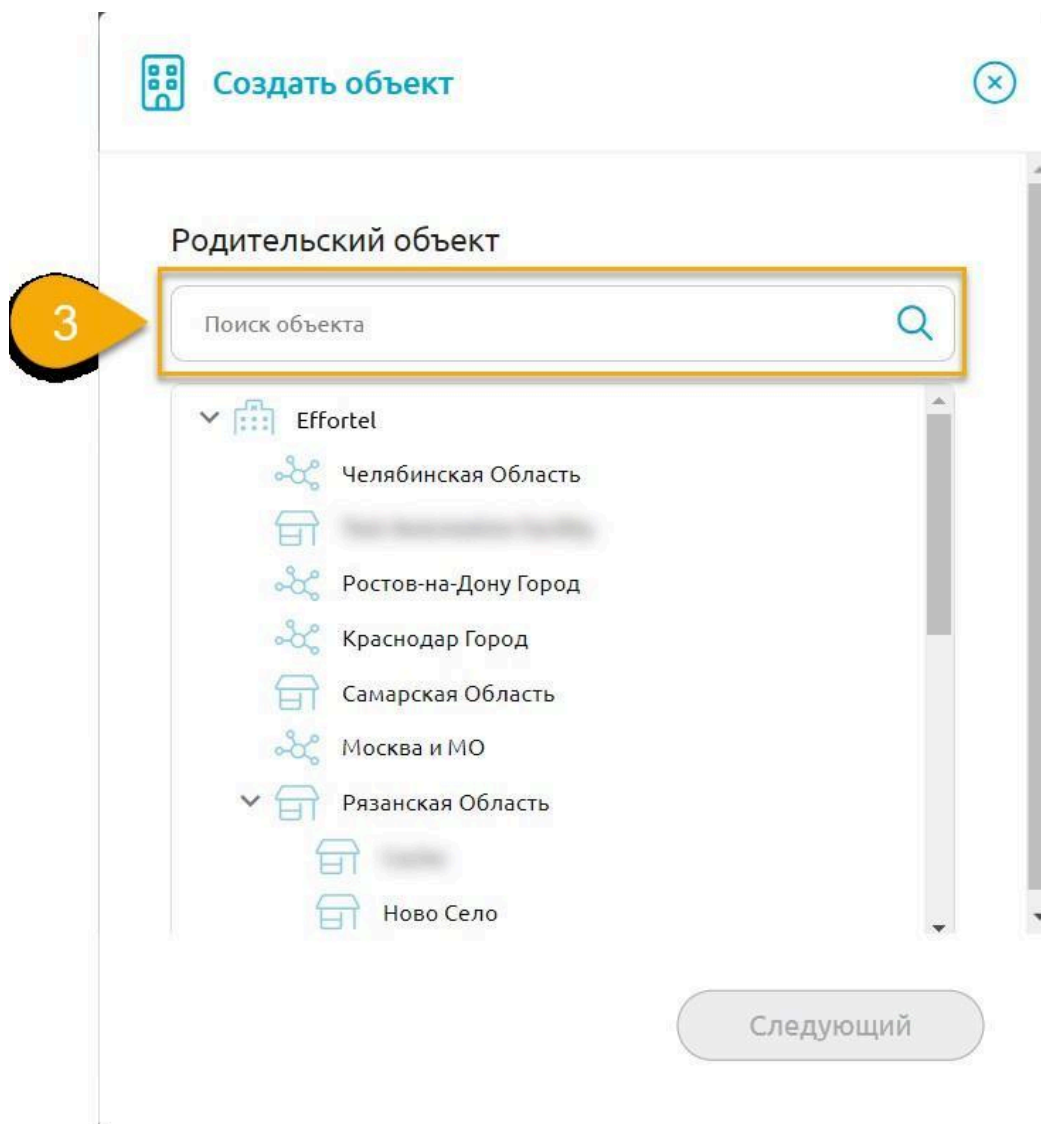 Создать объект
Родительский объект
3
Поиск объекта
Effortel
Челябинская Область
Ростов-на-Дону Город
Краснодар Город
Самарская Область
Москва и МО
Рязанская Область
Ново Село
Следующий